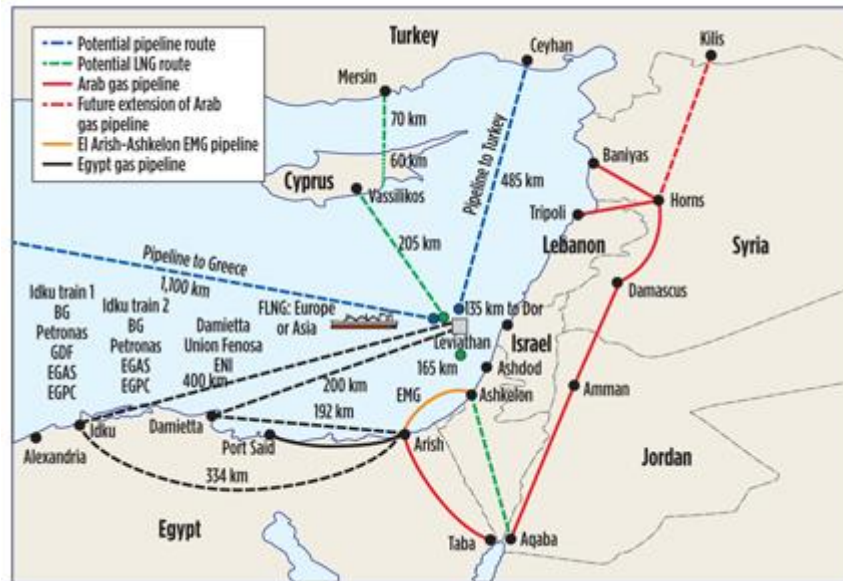 Potential pipeline route
Potential LNG route
Arab gas pipeline
Future extension of Arab
gas pipeline
El Arish-Ashkelon EMG pipeline
Egypt gas pipeline
Turkey
Ceyhan
Kilis
Mersin
70 km
60km
Cyprus
Vassilikos
Pipeline to Turkey
485 km
Baniyas
Horns
Tripoli
Lebanon
Syria
205 km
Pipeline to Greece
1,100 km
Damascus
Idku train 1
BG
Petronas
GDF
EGAS
EGPC
Idku train 2
BG
Petronas
EGAS
EGPC
Damietta
Union Fenosa
ENI
FLNG: Europe
or Asia
135 km to Dor
Leviathan
Israel
165 km
Ashdod
400 km
200 km
192 km
EMG
Ashkelon
Amman
Idku
Damietta
Port Said
Arish
Alexandria
334 km
Jordan
Egypt
Taba
Aqaba